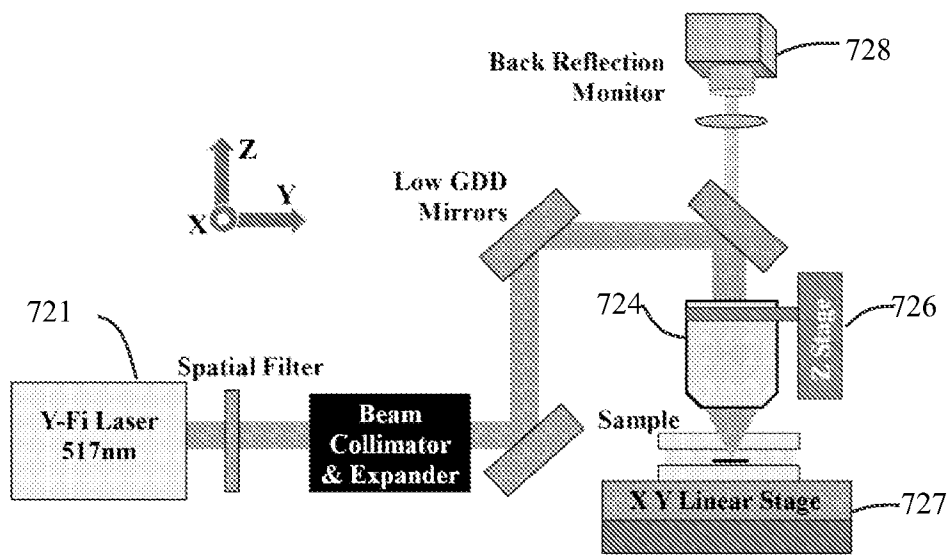 728
Back Reflection
Monitor
Z
Y
X
Low GDD
Mirrors
721
724
726
Z Stage
Spatial Filter
Y-Fi Laser
517nm
Beam
Collimator
& Expander
Sample
X Y Linear Stage
727